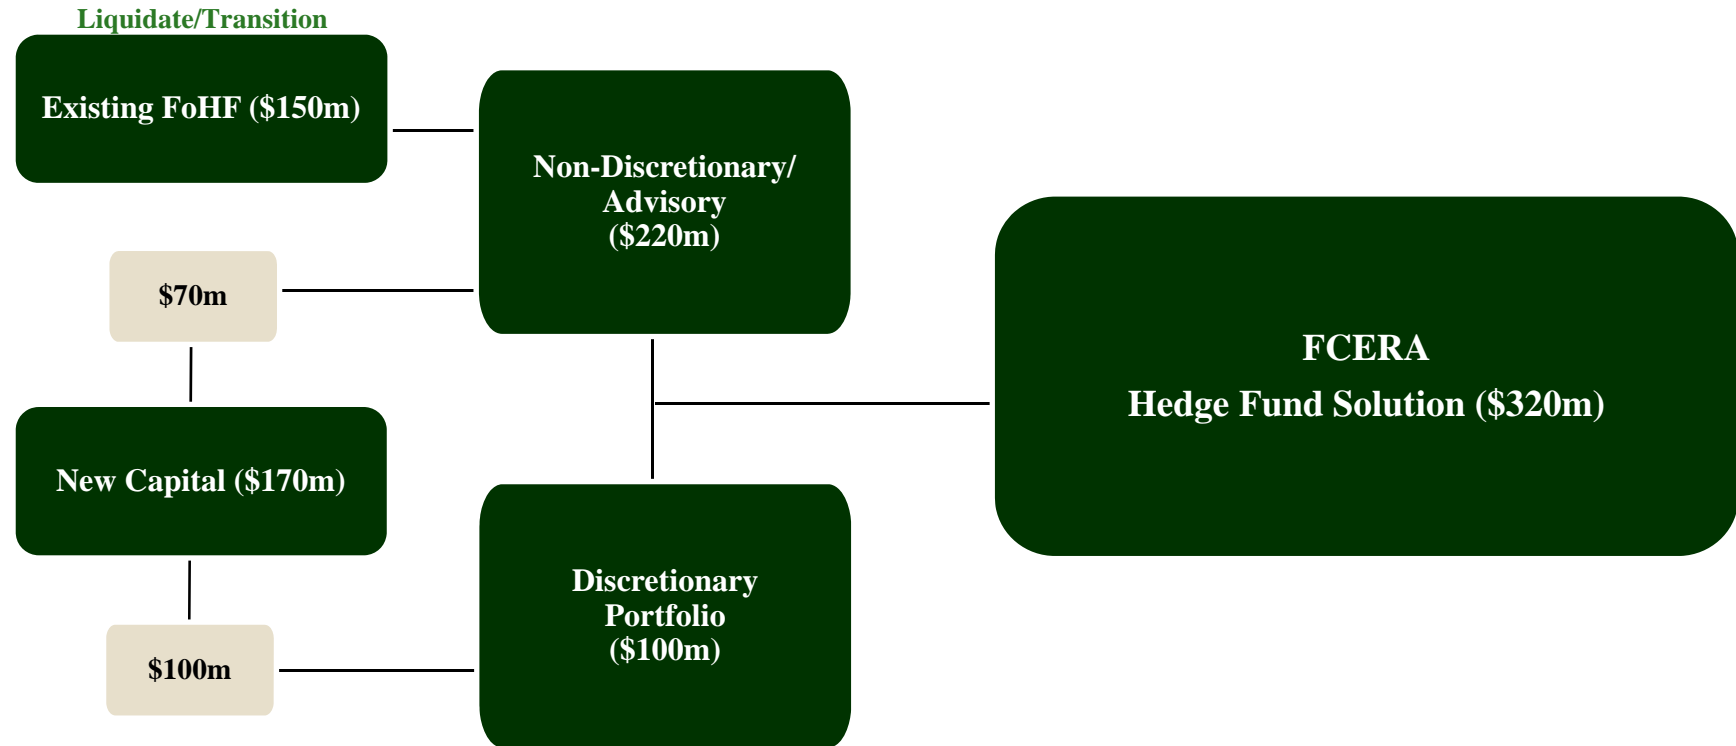 Liquidate/Transition
Existing FoHF ($150m)
Non-Discretionary/
Advisory
($220m)
$70m
FCERA
Hedge Fund Solution ($320m)
New Capital ($170m)
Discretionary
Portfolio
($100m)
$100m